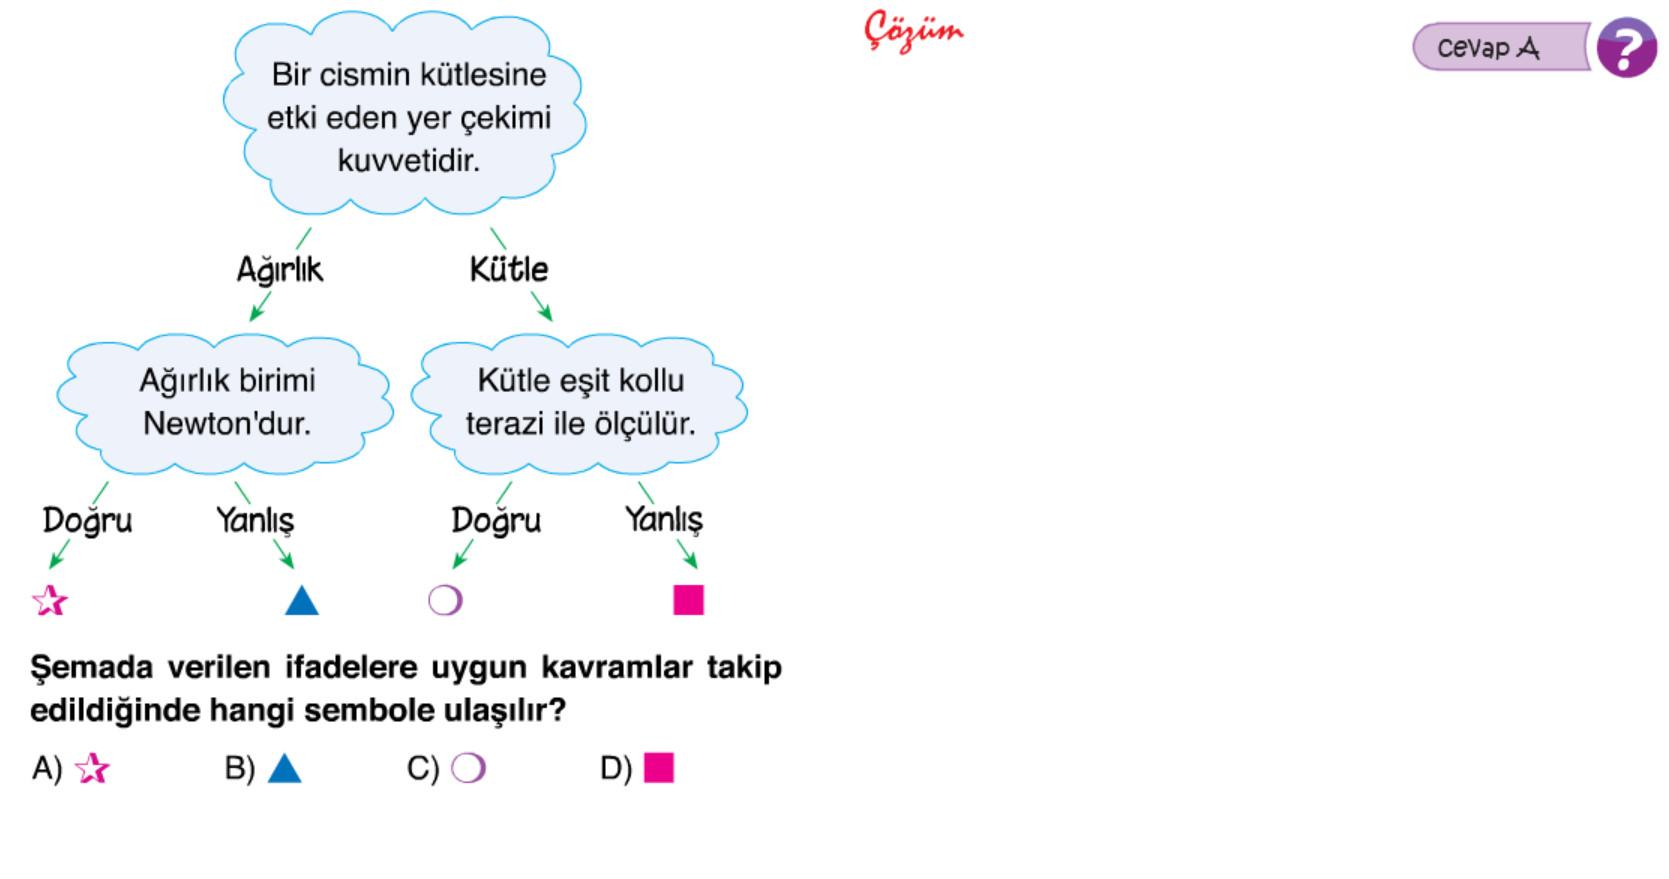 Bir cismin kütlesine
etki eden yer çekimi
kuvvetidir.
Ağırlık Kütle
Ağırlık birimi
Newton'dur.
Kütle eşit kollu
terazi ile ölçülür.
Doğru Yanlış Doğru Yanlış
Şemada verilen ifadelere uygun kavramlar takip
edildiğinde hangi sembole ulaşılır?
A) B) C) D)
Çözüm
Cevap A ?